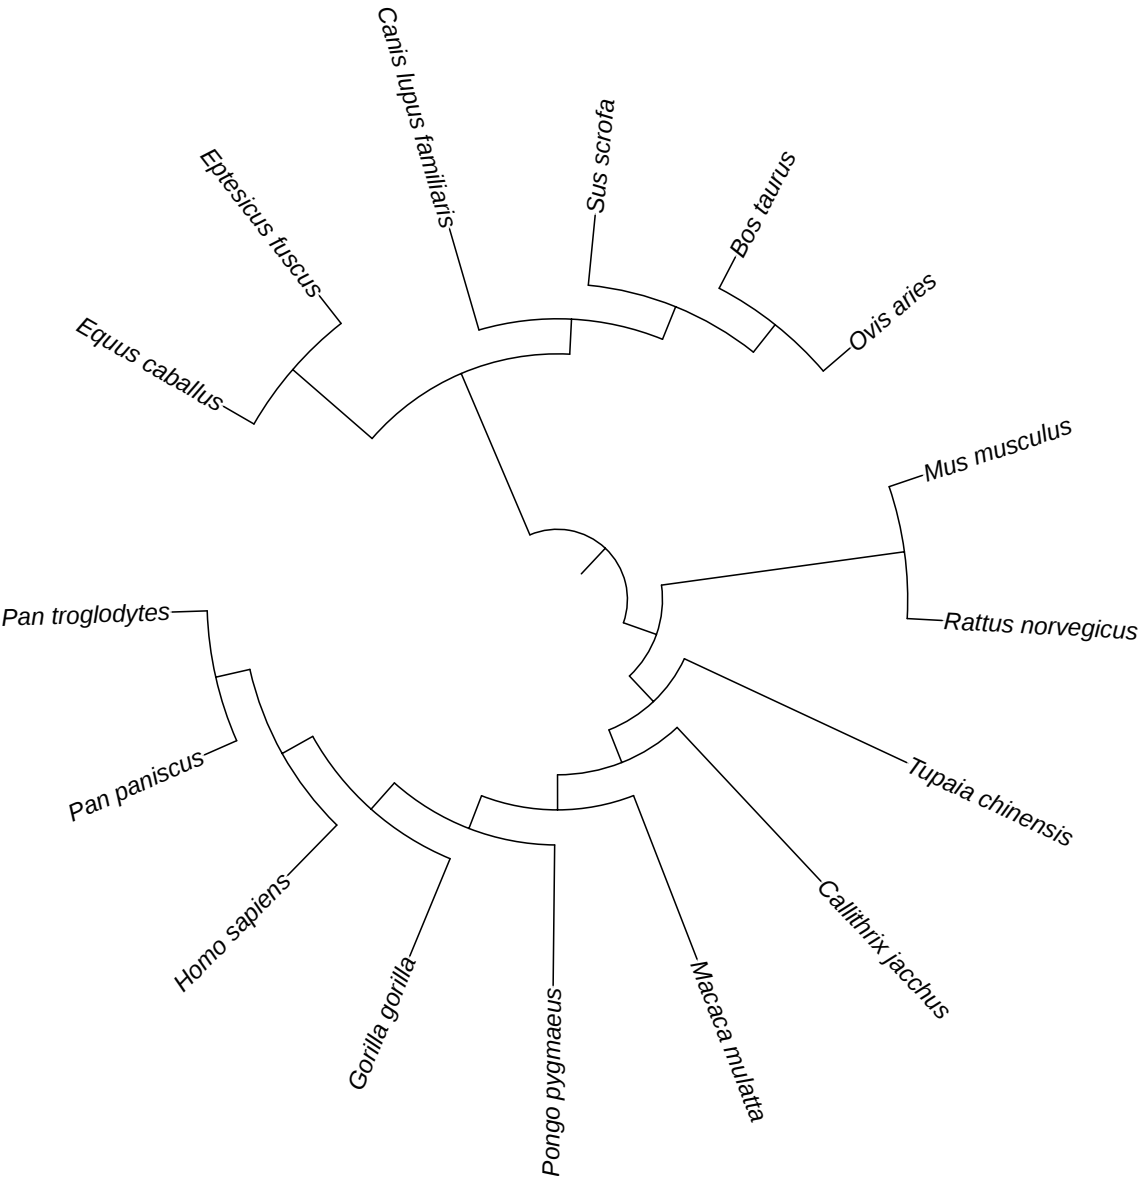 Canis lupus familiaris
Sus scrofa
Bos taurus
Eptesicus fuscus
Ovis aries
Equus caballus
Mus musculus
Pan troglodytes
Rattus norvegicus
Pan paniscus
Tupaia chinensis
Homo sapiens
Callithrix jacchus
Gorilla gorilla
Macaca mulatta
Pongo pygmaeus